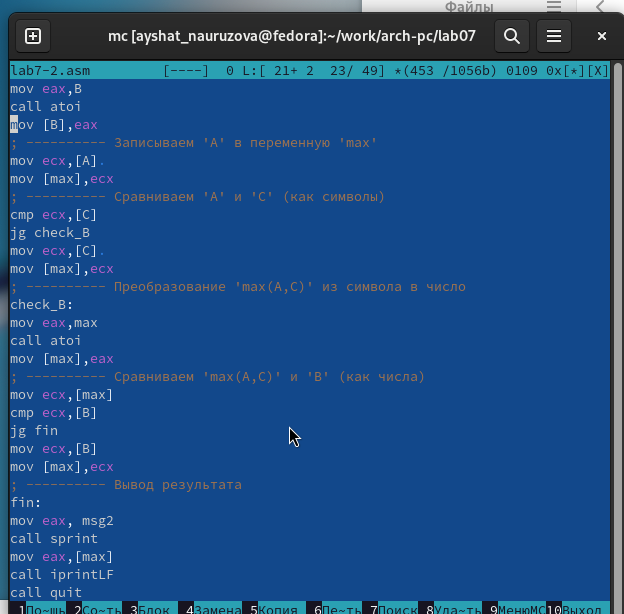 Файлы
mc [ayshat_nauruzova@fedora]:~/work/arch-pc/lab07
lab7-2.asm [----] 0 L:[ 21+ 2 23/ 49] *(453 /1056b) 0109 0x[*][X]
mov eax,B
call atoi
mov [B],eax
; ---------- Записываем 'A' в переменную 'max'
mov ecx,[A].
mov [max],ecx
; ---------- Сравниваем 'A' и 'С' (как символы)
cmp ecx,[C]
jg check_B
mov ecx,[C].
mov [max],ecx
; ---------- Преобразование 'max(A,C)' из символа в число
check_B:
mov eax,max
call atoi
mov [max],eax
; ---------- Сравниваем 'max(A,C)' и 'B' (как числа)
mov ecx,[max]
cmp ecx,[B]
jg fin
mov ecx,[B]
mov [max],ecx
; ---------- Вывод результата
fin:
mov eax, msg2
call sprint
mov eax,[max]
call iprintLF
call quit
1По~щь 2Со~ть 3Блок 4Замена 5Копия 6Пе~ть 7Поиск 8Уда~ть 9МенюМС 10Выход